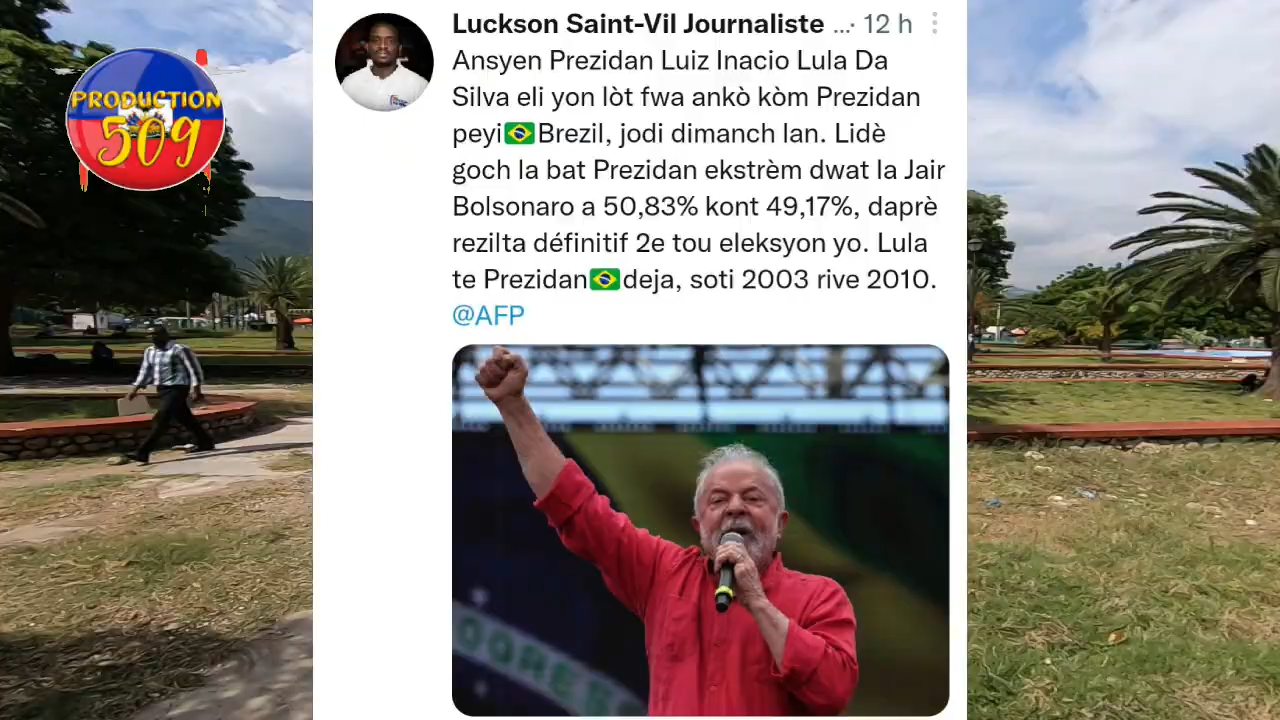 PRODUCTION
509
Luckson Saint-Vil Journaliste ...· 12 h
Ansyen Prezidan Luiz Inacio Lula Da
Silva eli yon lòt fwa ankò kòm Prezidan
peyi🇧🇷Brezil, jodi dimanch lan. Lidè
goch la bat Prezidan ekstrèm dwat la Jair
Bolsonaro a 50,83% kont 49,17%, daprè
rezilta définitif 2e tou eleksyon yo. Lula
te Prezidan🇧🇷deja, soti 2003 rive 2010.
@AFP